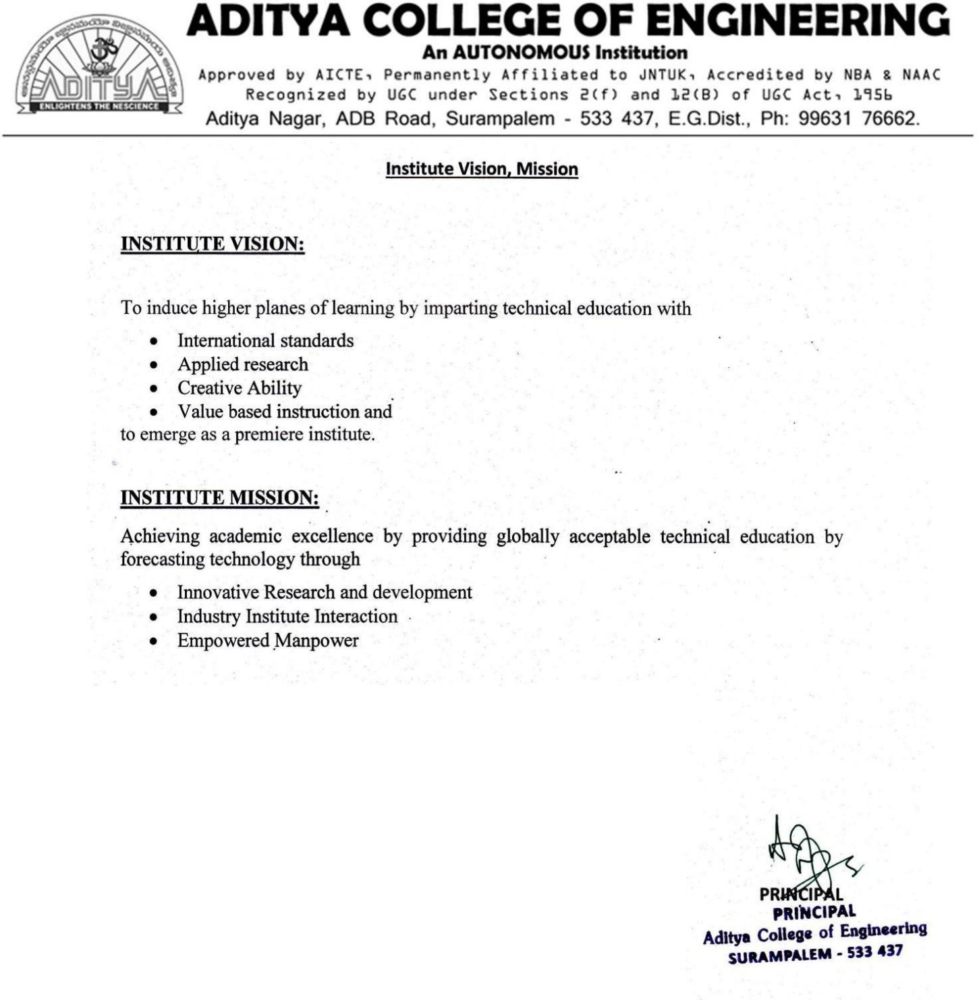 ADITYA COLLEGE OF ENGINEERING
An AUTONOMOUS Institution
Approved by AICTE, Permanently Affiliated to JNTUK, Accredited by NBA & NAAC
Recognized by UGC under Sections 2(f) and 12(B) of UGC Act, 1956
Aditya Nagar, ADB Road, Surampalem - 533 437, E.G.Dist., Ph: 99631 76662.
ADITYA
ENLIGHTENS THE NESCIENCE
Institute Vision, Mission
INSTITUTE VISION:
To induce higher planes of learning by imparting technical education with
• International standards
• Applied research
• Creative Ability
• Value based instruction and
to emerge as a premiere institute.
INSTITUTE MISSION:
Achieving academic excellence by providing globally acceptable technical education by
forecasting technology through
• Innovative Research and development
• Industry Institute Interaction
• Empowered Manpower
PRINCIPAL
PRINCIPAL
Aditya College of Engineering
SURAMPALEM - 533 437